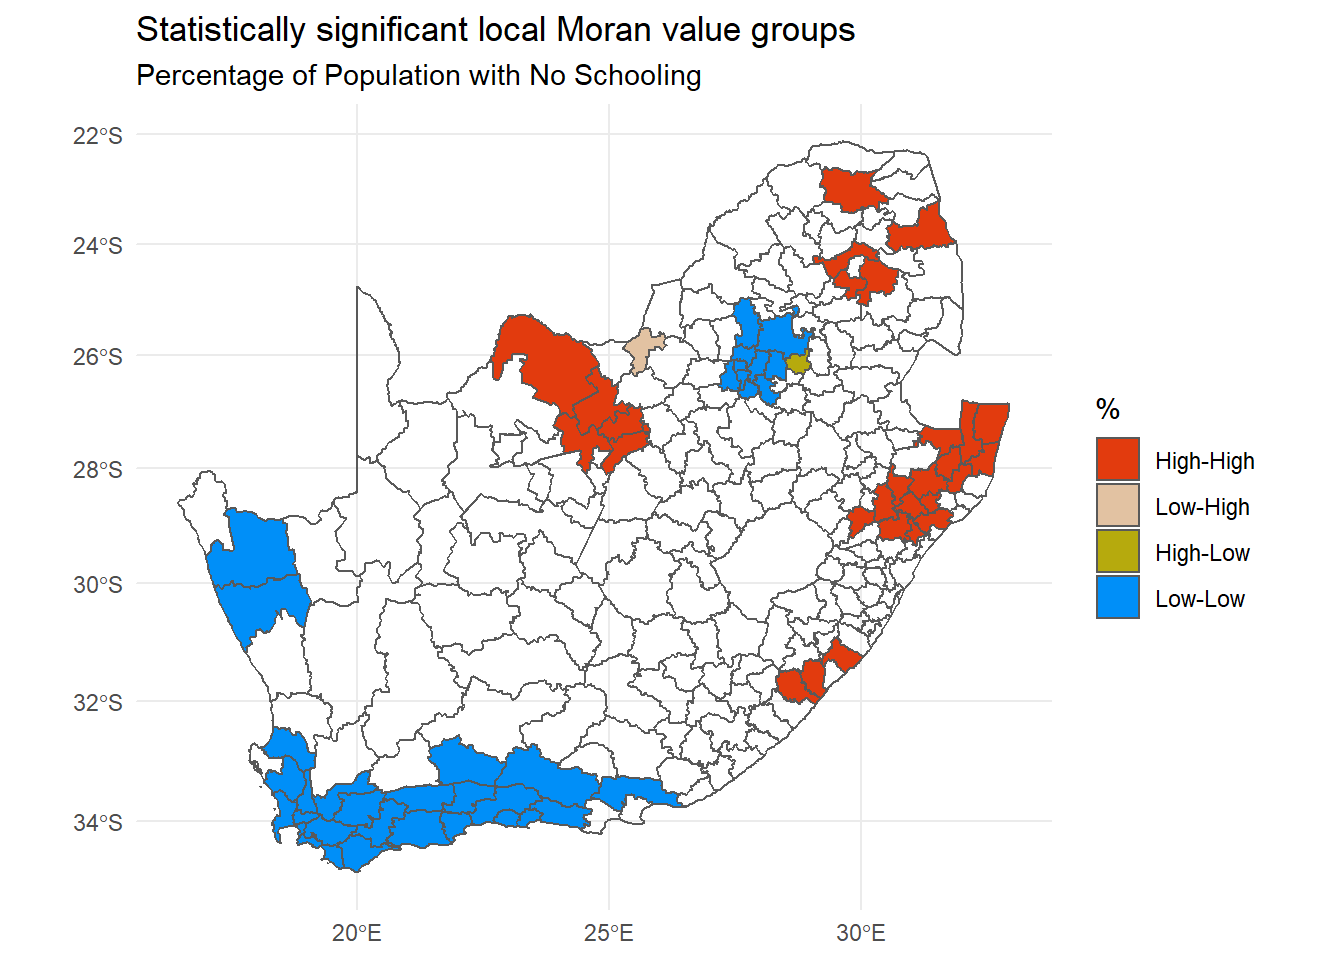 Statistically significant local Moran value groups
Percentage of Population with No Schooling
22°S
24°S
26°S
28°S
30°S
32°S
34°S
20°E
25°E
30°E
%
High-High
Low-High
High-Low
Low-Low